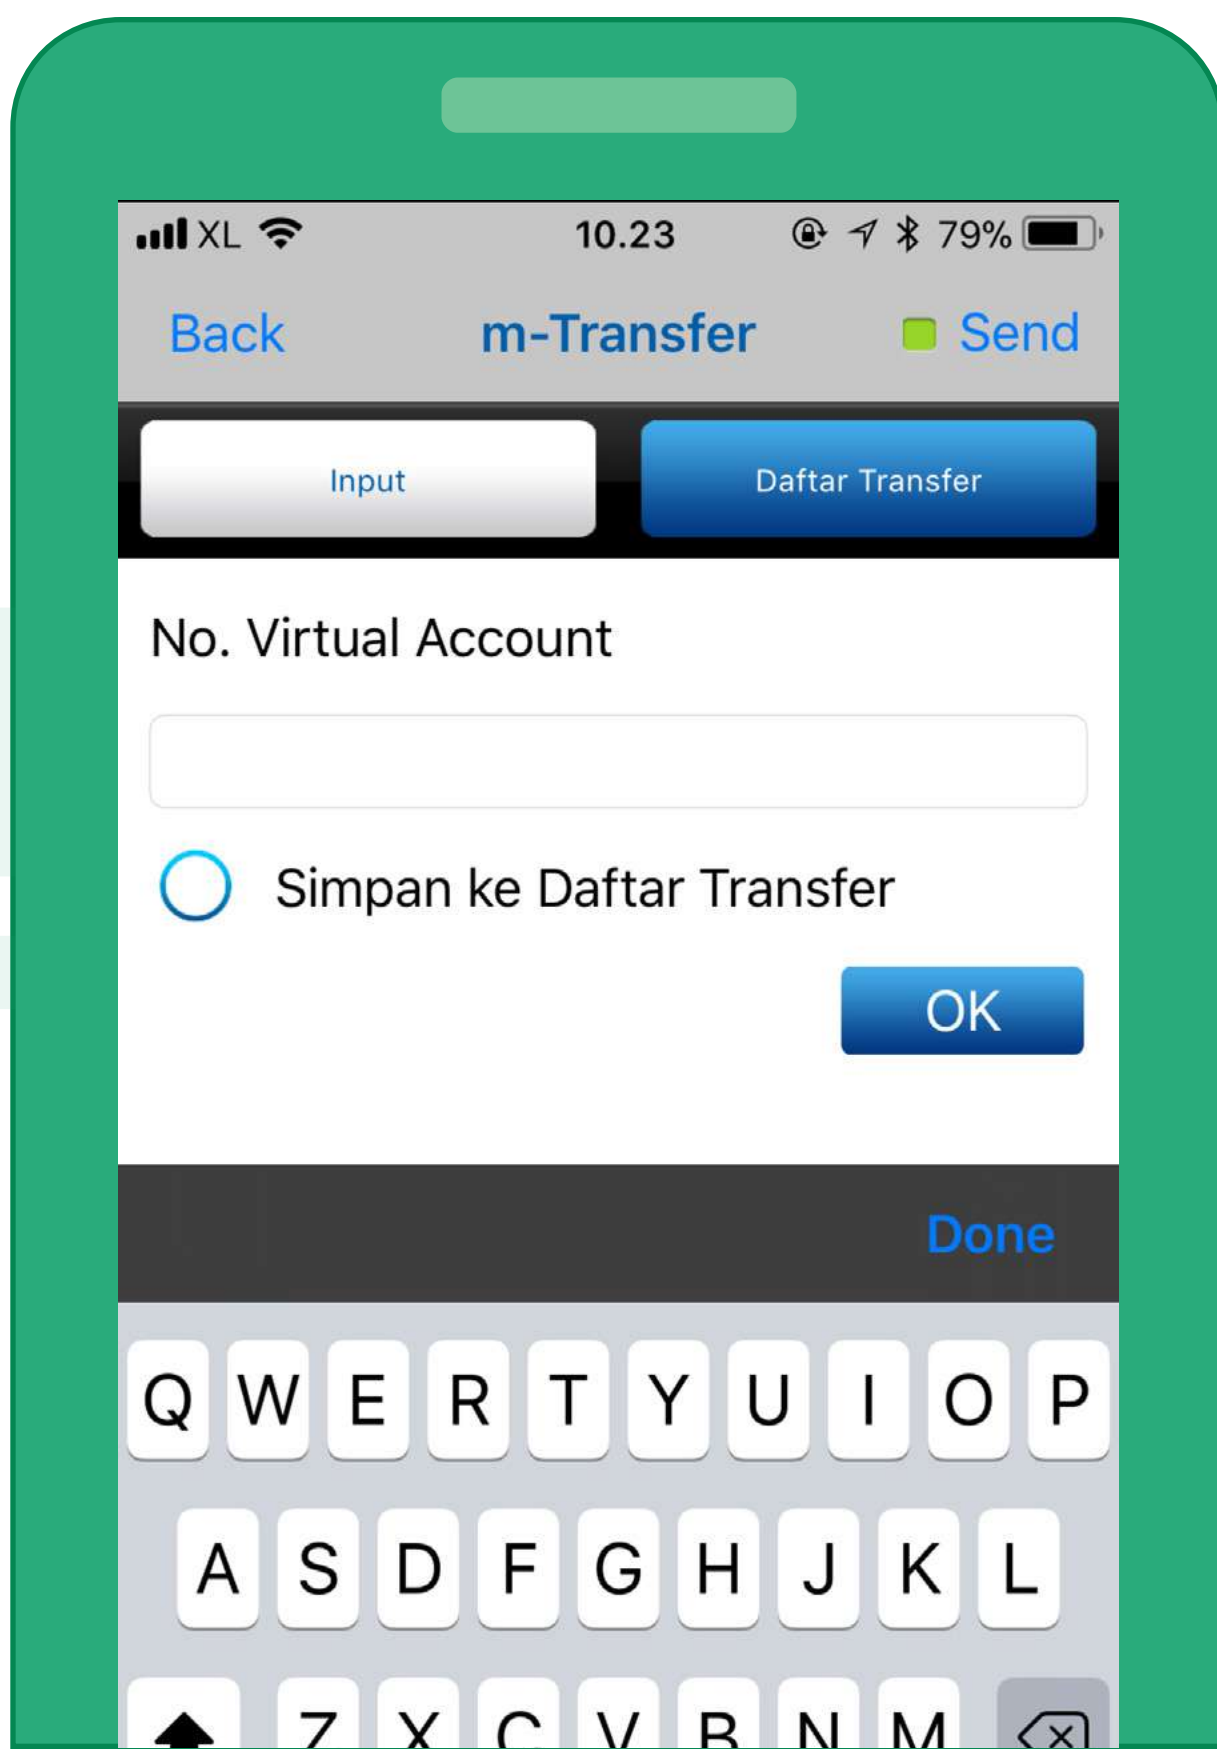 XL 10.23 79%
Back m-Transfer Send
Input Daftar Transfer
No. Virtual Account
Simpan ke Daftar Transfer
OK
Done
Q W E R T Y U I O P
A S D F G H J K L
Z X C V B N M